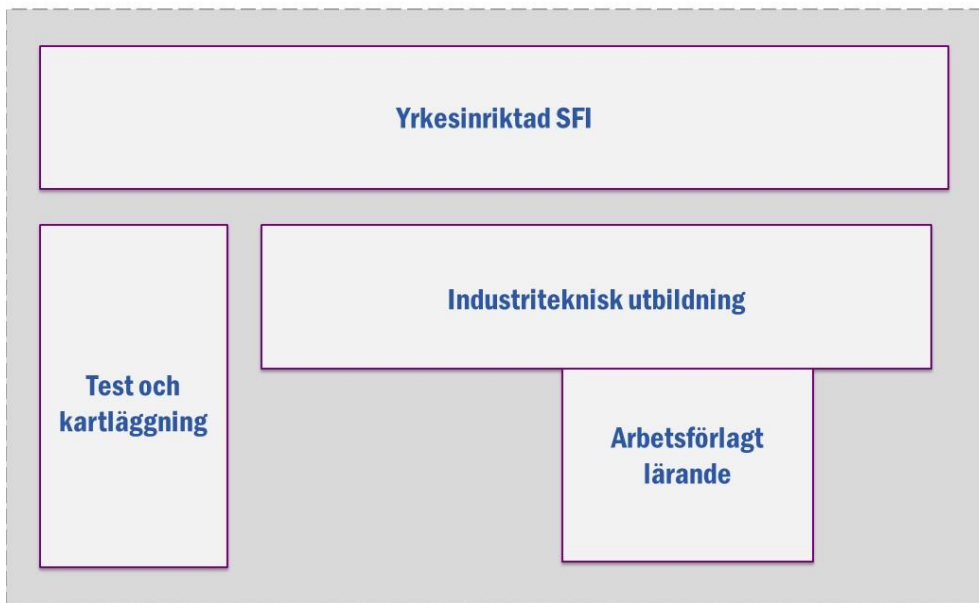 Yrkesinriktad SFI
Industriteknisk utbildning
Test och
kartläggning
Arbetsförlagt
lärande